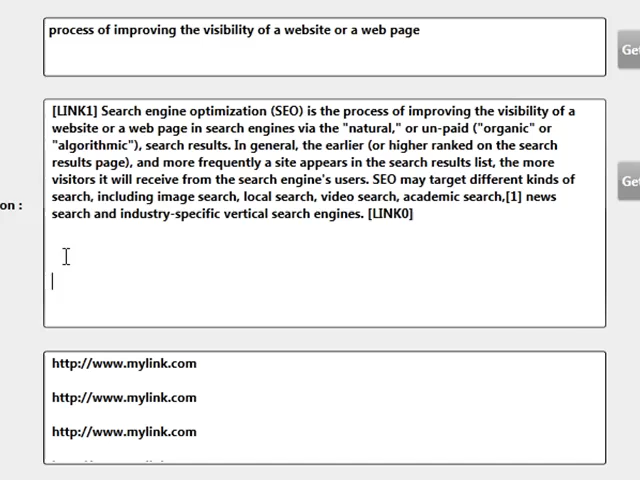 process of improving the visibility of a website or a web page
Get
[LINK1] Search engine optimization (SEO) is the process of improving the visibility of a
website or a web page in search engines via the "natural," or un-paid ("organic" or
"algorithmic"), search results. In general, the earlier (or higher ranked on the search
results page), and more frequently a site appears in the search results list, the more
visitors it will receive from the search engine's users. SEO may target different kinds of
Get
search, including image search, local search, video search, academic search,[1] news
on :
search and industry-specific vertical search engines. [LINK0]
http://www.mylink.com
http://www.mylink.com
http://www.mylink.com